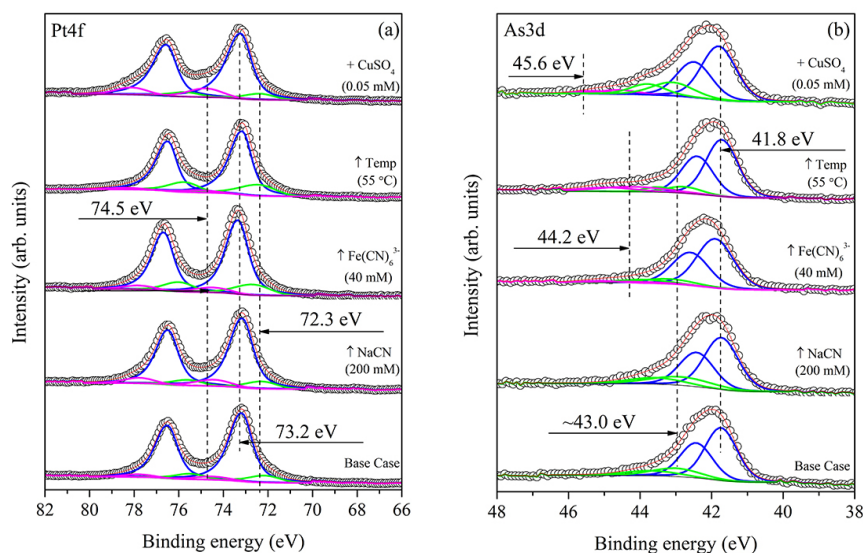 Pt4f
(a)
+ CuSO₄
(0.05 mM)
↑ Temp
(55 °C)
74.5 eV
↑ Fe(CN)₆³⁻
(40 mM)
72.3 eV
↑ NaCN
(200 mM)
73.2 eV
Base Case
82 80 78 76 74 72 70 68 66
Binding energy (eV)
Intensity (arb. units)
As3d
(b)
+ CuSO₄
(0.05 mM)
45.6 eV
41.8 eV
↑ Temp
(55 °C)
44.2 eV
↑ Fe(CN)₆³⁻
(40 mM)
↑ NaCN
(200 mM)
~43.0 eV
Base Case
48 46 44 42 40 38
Binding energy (eV)
Intensity (arb. units)